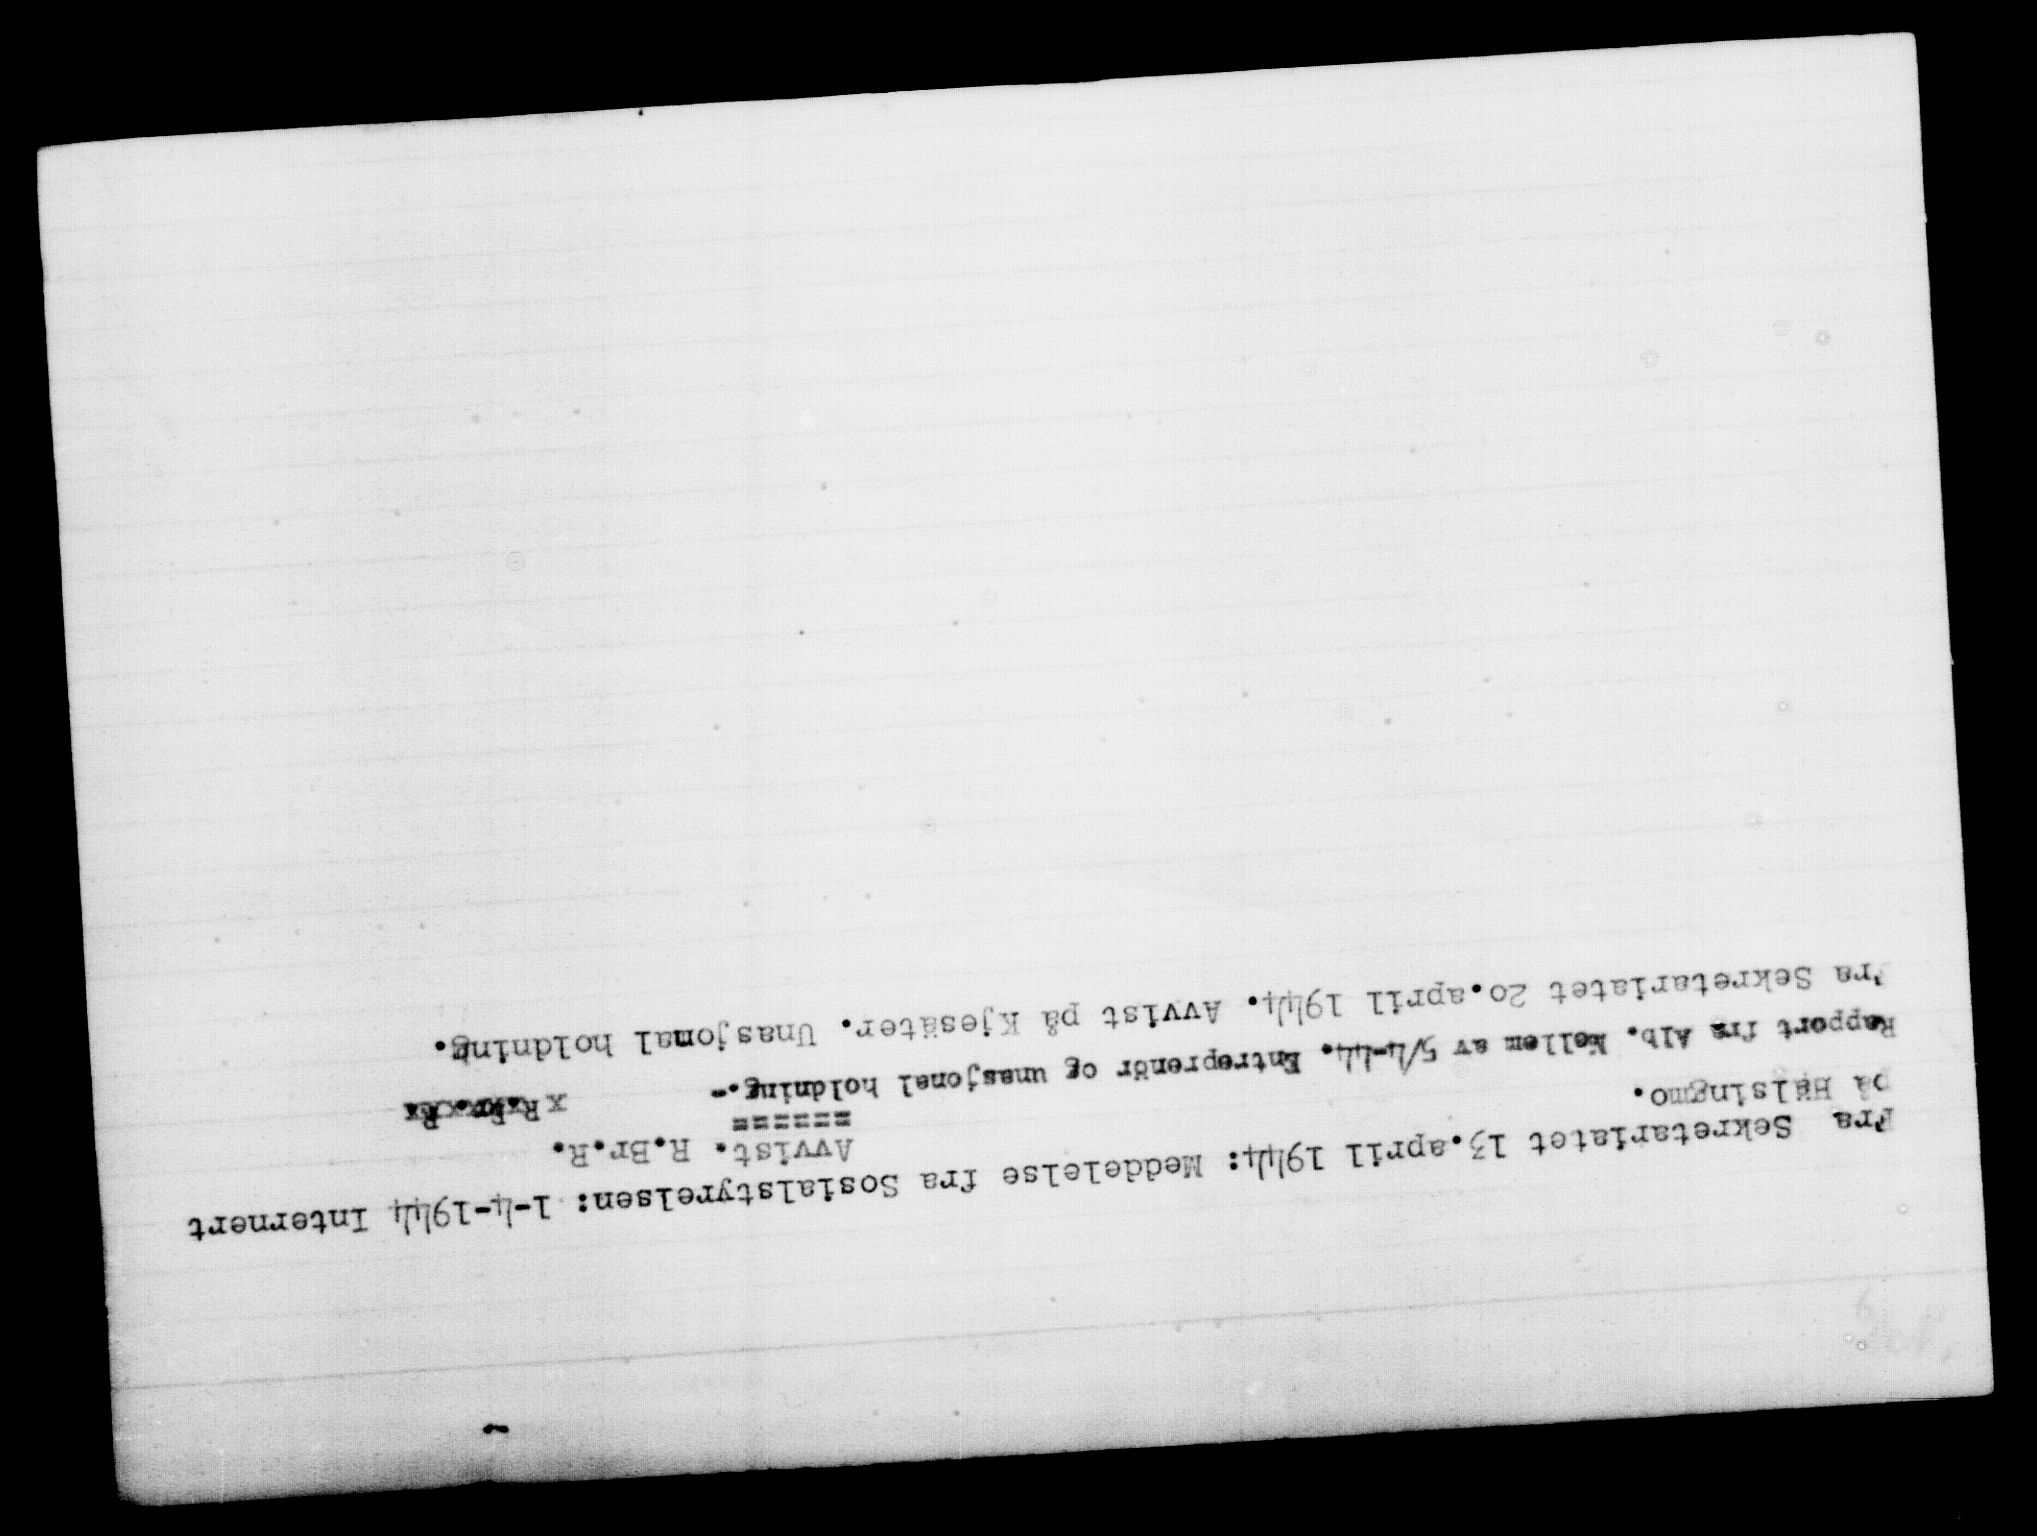 Fra Sekretariatet 13.april 1944: Meddelelse fra Sosialstyrelsen: 1-4-1944 Internert
på Hälsingmo.
Avvist. R.Br.R.
======
Rapport fra Alb. av 5/4-44. Entreprenör og unasjonal holdning.-
Fra Sekretariatet 20.april 1944. Avvist på Kjesäter. Unasjonal holdning.